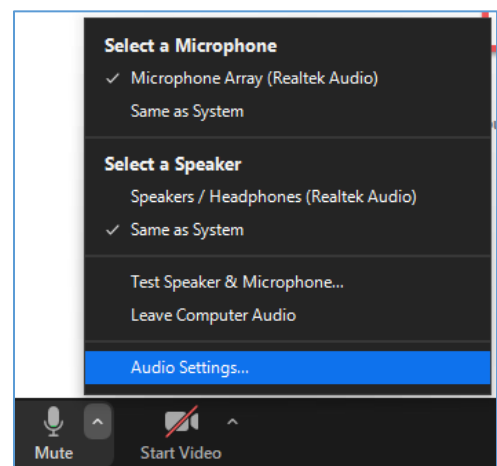 Select a Microphone
Microphone Array (Realtek Audio)
Same as System
Select a Speaker
Speakers / Headphones (Realtek Audio)
Same as System
Test Speaker & Microphone...
Leave Computer Audio
Audio Settings...
Mute
Start Video